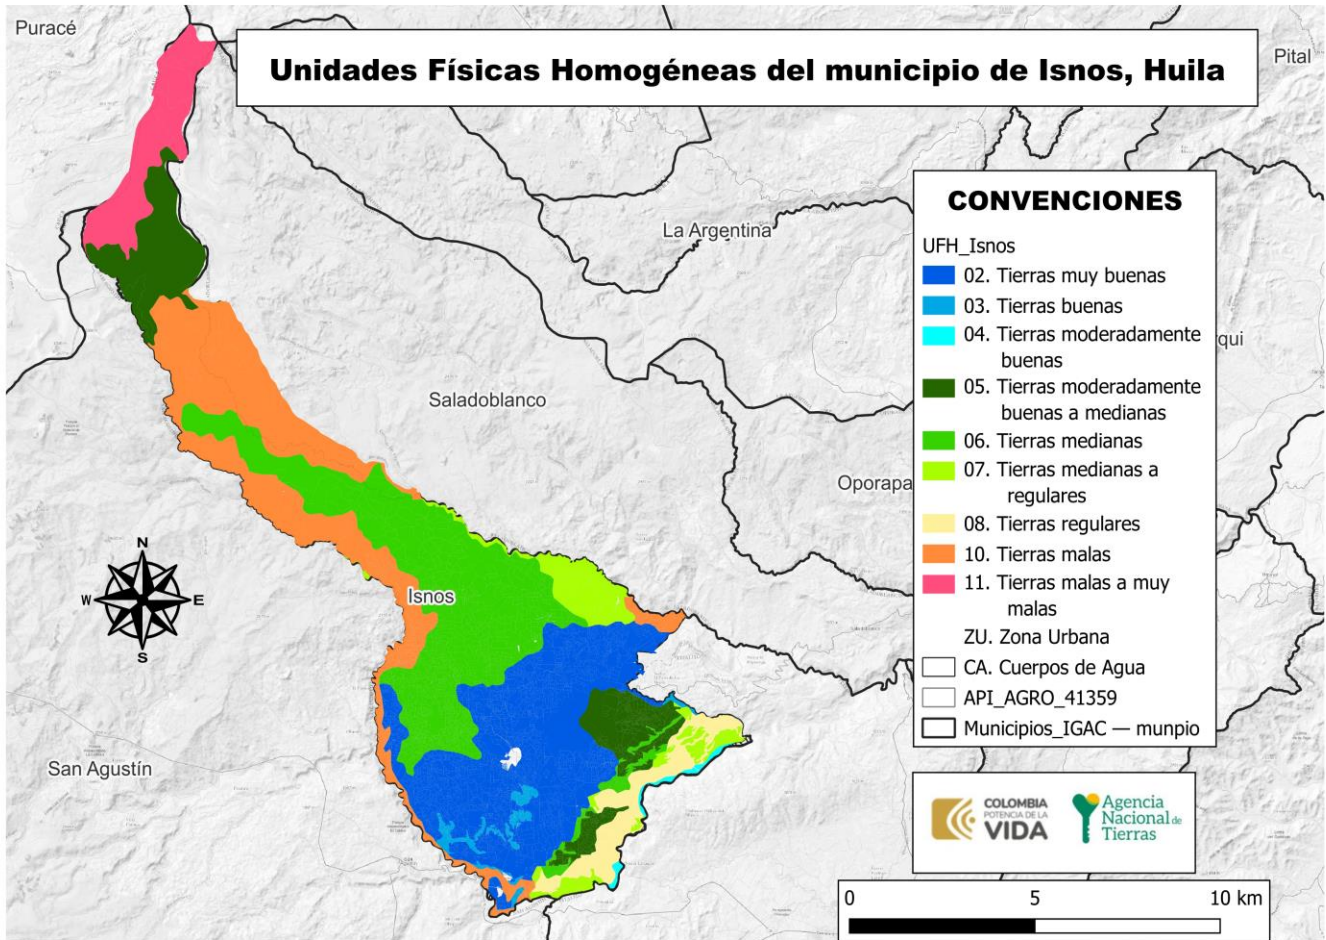 Puracé
Unidades Físicas Homogéneas del municipio de Isnos, Huila
Pital
CONVENCIONES
UFH_Isnos
02. Tierras muy buenas
03. Tierras buenas
04. Tierras moderadamente
buenas
05. Tierras moderadamente
buenas a medianas
06. Tierras medianas
07. Tierras medianas a
regulares
08. Tierras regulares
10. Tierras malas
11. Tierras malas a muy
malas
ZU. Zona Urbana
CA. Cuerpos de Agua
API_AGRO_41359
Municipios_IGAC — munpio
La Argentina
rqui
Saladoblanco
Oporapa
Isnos
San Agustín
N
W
E
S
COLOMBIA
POTENCIA DE LA
VIDA
Agencia
Nacional de
Tierras
0 5 10 km